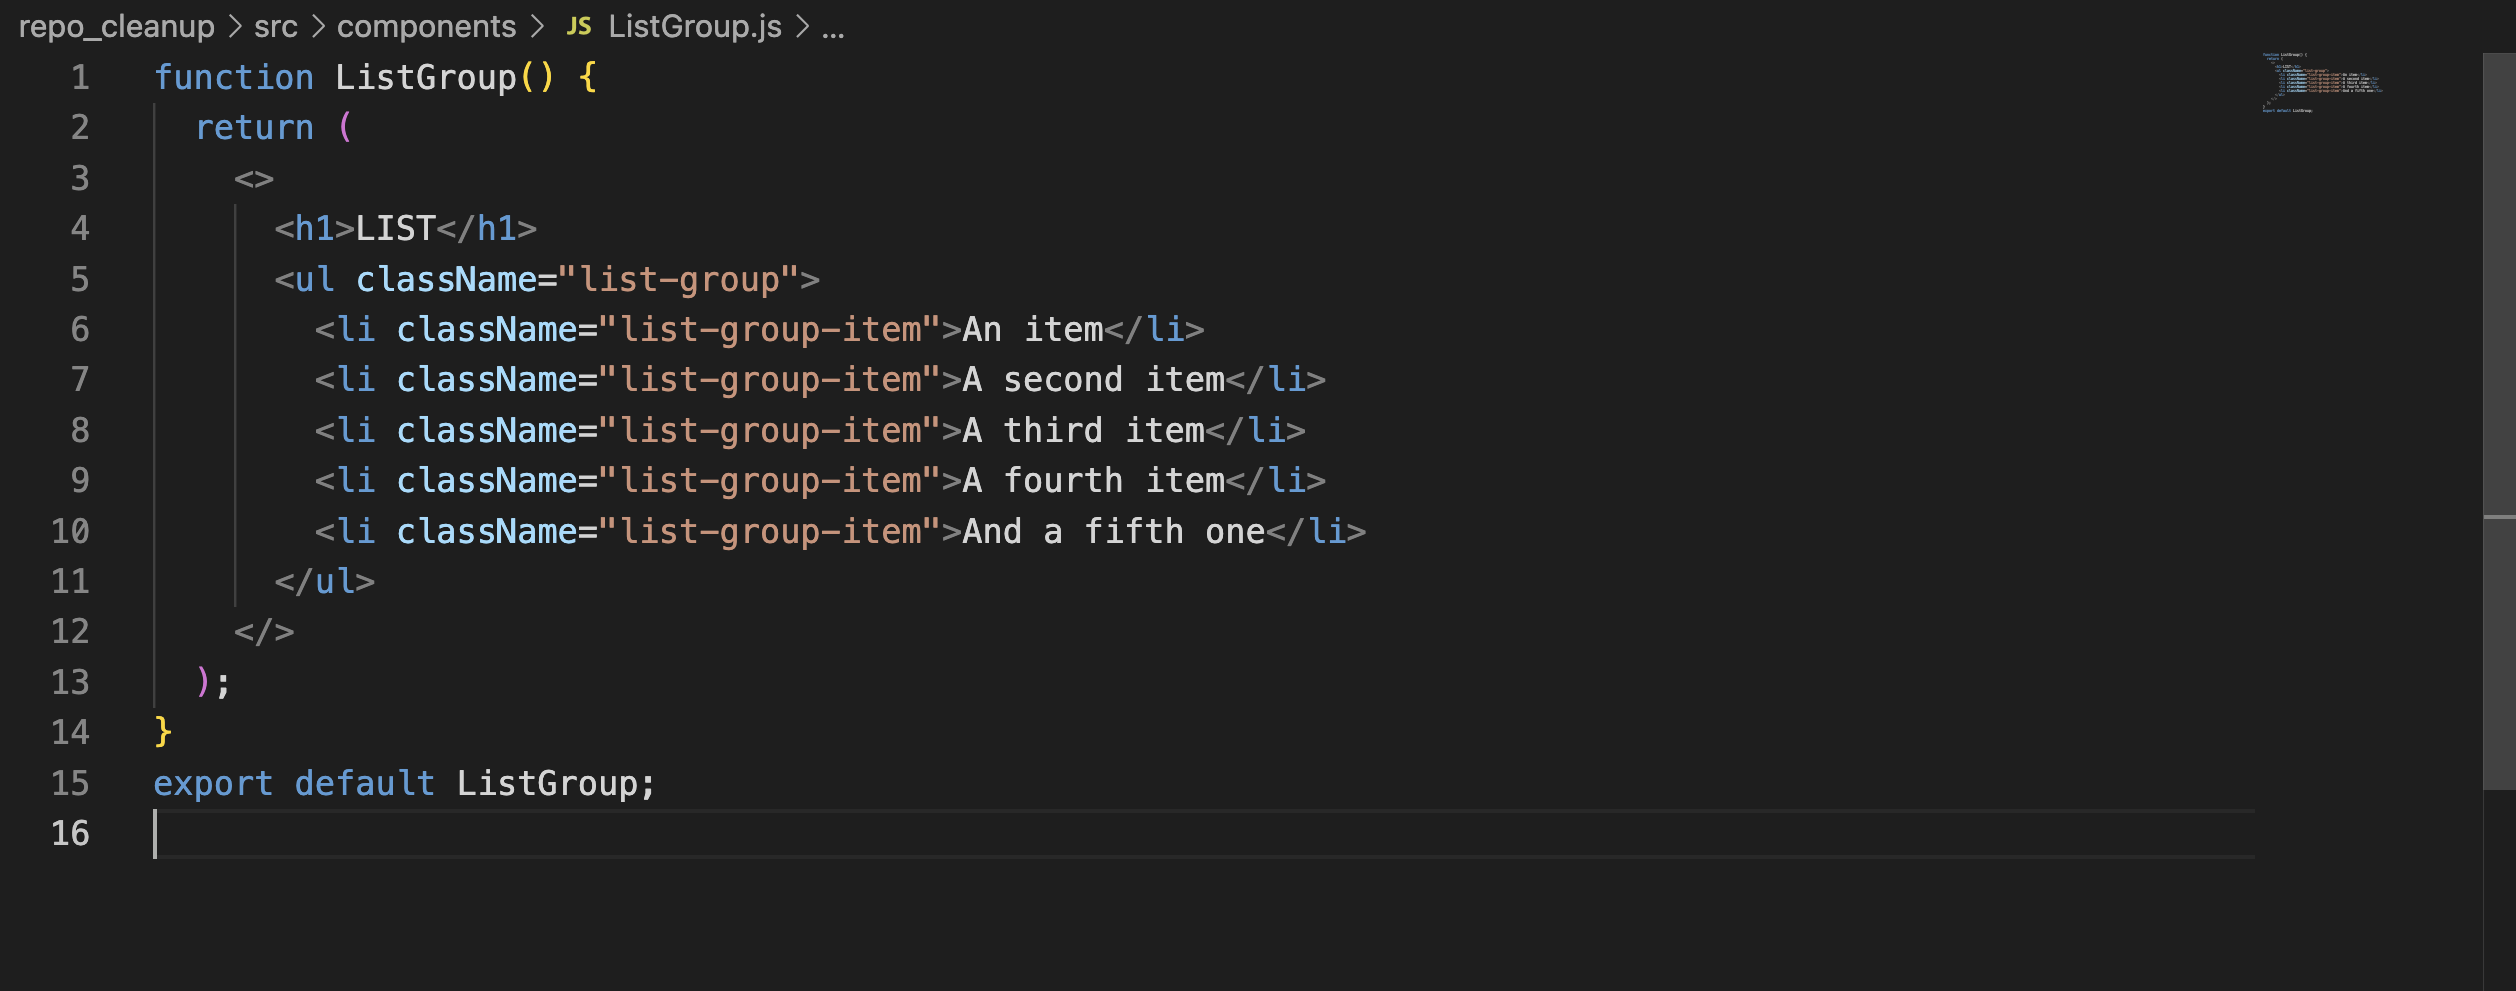 repo_cleanup > src > components > JS ListGroup.js > ...
1 function ListGroup() {
2   return (
3     <>
4       <h1>LIST</h1>
5       <ul className="list-group">
6         <li className="list-group-item">An item</li>
7         <li className="list-group-item">A second item</li>
8         <li className="list-group-item">A third item</li>
9         <li className="list-group-item">A fourth item</li>
10         <li className="list-group-item">And a fifth one</li>
11       </ul>
12     </>
13   );
14 }
15 export default ListGroup;
16